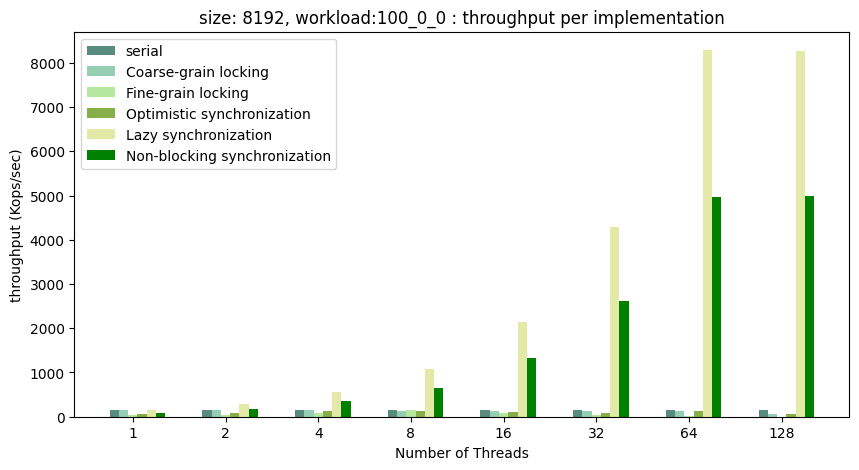 size: 8192, workload:100_0_0 : throughput per implementation
serial
Coarse-grain locking
Fine-grain locking
Optimistic synchronization
Lazy synchronization
Non-blocking synchronization
throughput (Kops/sec)
8000
7000
6000
5000
4000
3000
2000
1000
0
1 2 4 8 16 32 64 128
Number of Threads